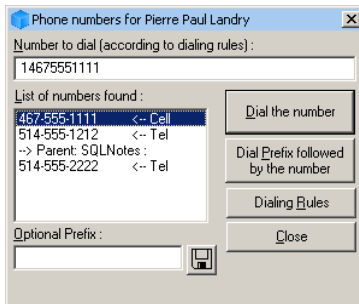 Phone numbers for Pierre Paul Landry
Number to dial (according to dialing rules) :
14675551111
List of numbers found :
467-555-1111 <-- Cell
514-555-1212 <-- Tel
--> Parent: SQLNotes :
514-555-2222 <-- Tel
Dial the number
Dial Prefix followed
by the number
Dialing Rules
Close
Optional Prefix :